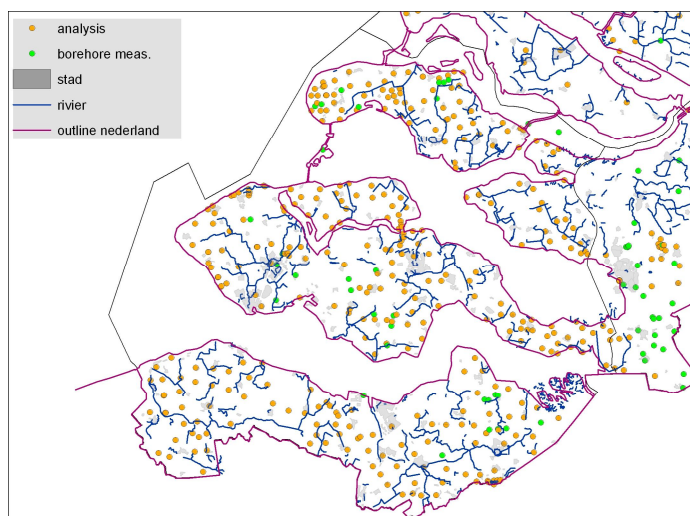 analysis
borehore meas.
stad
rivier
outline nederland